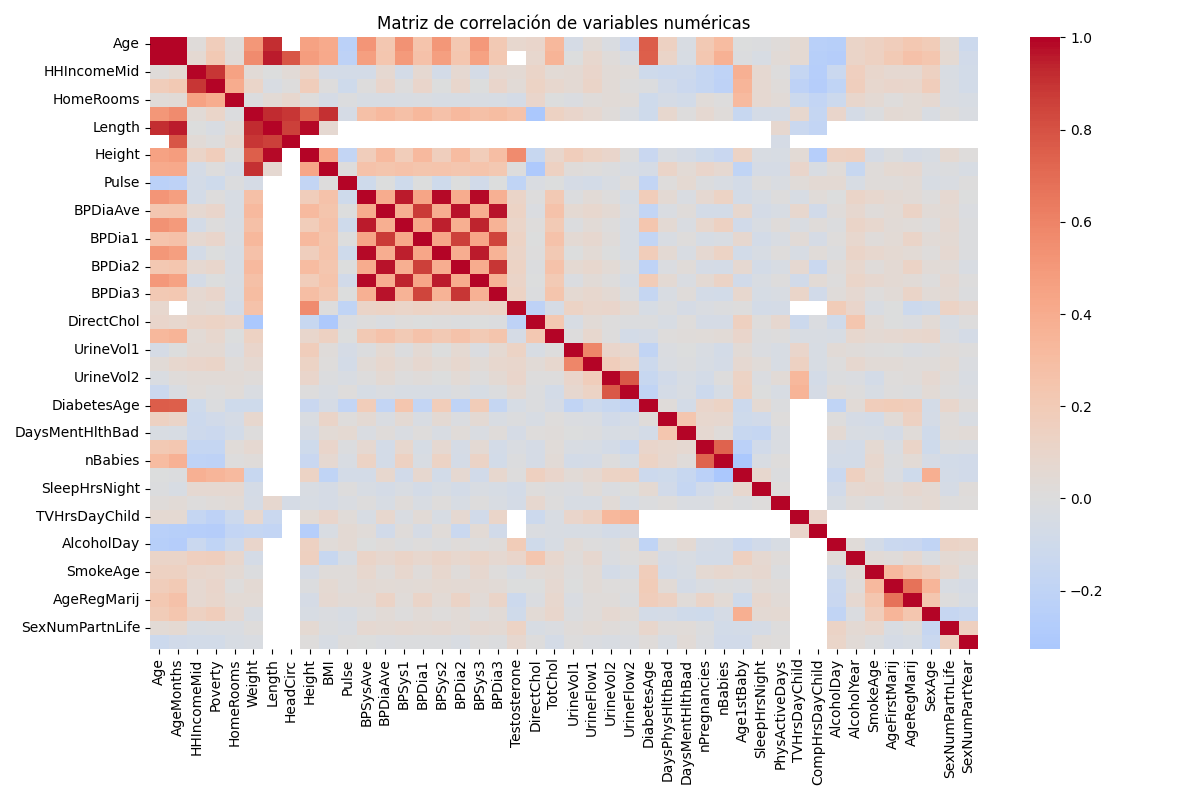 Matriz de correlación de variables numéricas
Age
HHIncomeMid
HomeRooms
Length
Height
Pulse
BPDiaAve
BPDia1
BPDia2
BPDia3
DirectChol
UrineVol1
UrineVol2
DiabetesAge
DaysMentHlthBad
nBabies
SleepHrsNight
TVHrsDayChild
AlcoholDay
SmokeAge
AgeRegMarij
SexNumPartnLife
Age
AgeMonths
HHIncomeMid
Poverty
HomeRooms
Weight
Length
HeadCirc
Height
BMI
Pulse
BPSysAve
BPDiaAve
BPSys1
BPDia1
BPSys2
BPDia2
BPSys3
BPDia3
Testosterone
DirectChol
TotChol
UrineVol1
UrineFlow1
UrineVol2
UrineFlow2
DiabetesAge
DaysPhysHlthBad
DaysMentHlthBad
nPregnancies
nBabies
Age1stBaby
SleepHrsNight
PhysActiveDays
TVHrsDayChild
CompHrsDayChild
AlcoholDay
AlcoholYear
SmokeAge
AgeFirstMarij
AgeRegMarij
SexAge
SexNumPartnLife
SexNumPartYear
1.0
0.8
0.6
0.4
0.2
0.0
−0.2